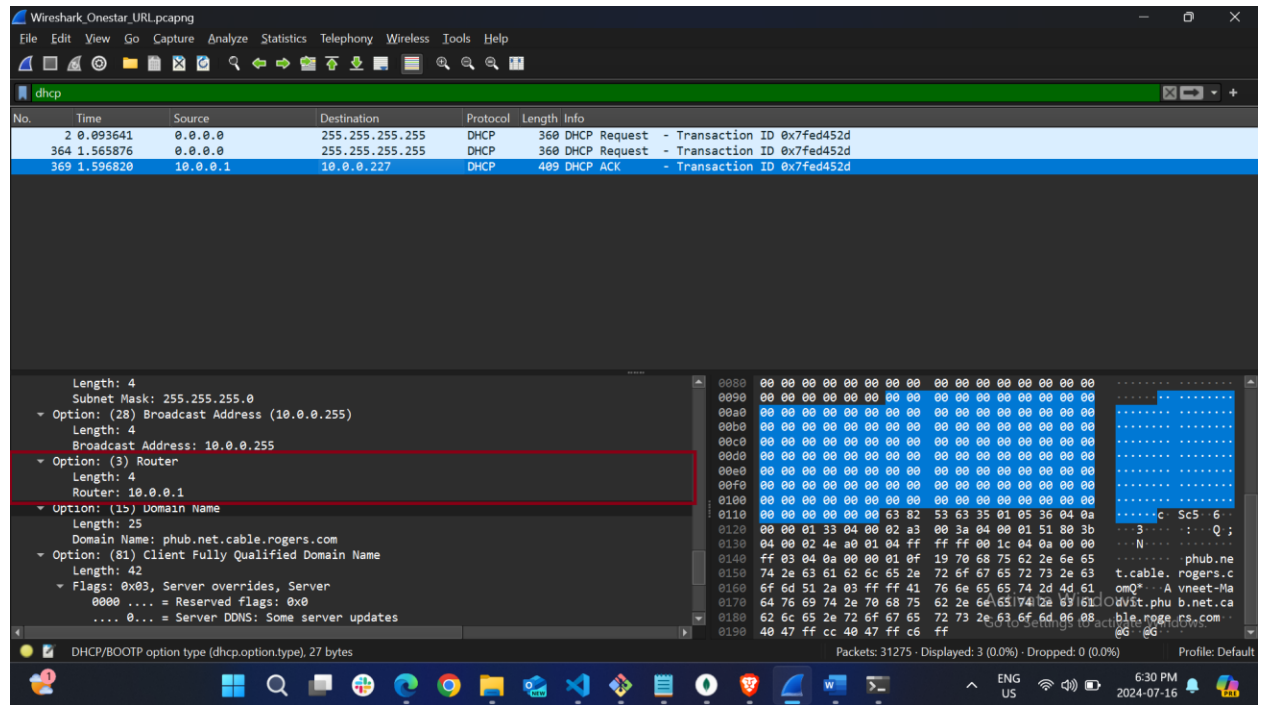 Wireshark_Onestar_URL.pcapng
File Edit View Go Capture Analyze Statistics Telephony Wireless Tools Help
dhcp
No. Time Source Destination Protocol Length Info
2 0.093641 0.0.0.0 255.255.255.255 DHCP 360 DHCP Request - Transaction ID 0x7fed452d
364 1.565876 0.0.0.0 255.255.255.255 DHCP 360 DHCP Request - Transaction ID 0x7fed452d
369 1.596820 10.0.0.1 10.0.0.227 DHCP 409 DHCP ACK - Transaction ID 0x7fed452d
Length: 4
Subnet Mask: 255.255.255.0
Option: (28) Broadcast Address (10.0.0.255)
Length: 4
Broadcast Address: 10.0.0.255
Option: (3) Router
Length: 4
Router: 10.0.0.1
Option: (15) Domain Name
Length: 25
Domain Name: phub.net.cable.rogers.com
Option: (81) Client Fully Qualified Domain Name
Length: 42
Flags: 0x03, Server overrides, Server
0000 .... = Reserved flags: 0x0
.... 0... = Server DDNS: Some server updates
0080 00 00 00 00 00 00 00 00 00 00 00 00 00 00 00 00 ········ ········
0090 00 00 00 00 00 00 00 00 00 00 00 00 00 00 00 00 ········ ········
00a0 00 00 00 00 00 00 00 00 00 00 00 00 00 00 00 00 ········ ········
00b0 00 00 00 00 00 00 00 00 00 00 00 00 00 00 00 00 ········ ········
00c0 00 00 00 00 00 00 00 00 00 00 00 00 00 00 00 00 ········ ········
00d0 00 00 00 00 00 00 00 00 00 00 00 00 00 00 00 00 ········ ········
00e0 00 00 00 00 00 00 00 00 00 00 00 00 00 00 00 00 ········ ········
00f0 00 00 00 00 00 00 00 00 00 00 00 00 00 00 00 00 ········ ········
0100 00 00 00 00 00 00 00 00 00 00 00 00 00 00 00 00 ········ ········
0110 00 00 00 00 00 00 63 82 53 63 35 01 05 36 04 0a ······c· Sc5··6··
0120 00 00 01 33 04 00 02 a3 00 3a 04 00 01 51 80 3b ···3···· ·:···Q·;
0130 04 00 02 4e a0 01 04 ff ff ff 00 1c 04 0a 00 00 ···N···· ········
0140 ff 03 04 0a 00 00 01 0f 19 70 68 75 62 2e 6e 65 ········ ·phub.ne
0150 74 2e 63 61 62 6c 65 2e 72 6f 67 65 72 73 2e 63 t.cable. rogers.c
0160 6f 6d 51 2a 03 ff ff 41 76 6e 65 65 74 2d 4d 61 omQ*···A vneet-Ma
0170 64 76 69 74 2e 70 68 75 62 2e 6e 65 74 2e 63 61 dvit.phu b.net.ca
0180 62 6c 65 2e 72 6f 67 65 72 73 2e 63 6f 6d 06 08 ble.roge rs.com··
0190 40 47 ff cc 40 47 ff c6 ff @G··@G·· ·
Activate Windows
Go to Settings to activate Windows.
DHCP/BOOTP option type (dhcp.option.type), 27 bytes
Packets: 31275 · Displayed: 3 (0.0%) · Dropped: 0 (0.0%)
Profile: Default
1
NEW
W
ENG
US
6:30 PM
2024-07-16
PRE